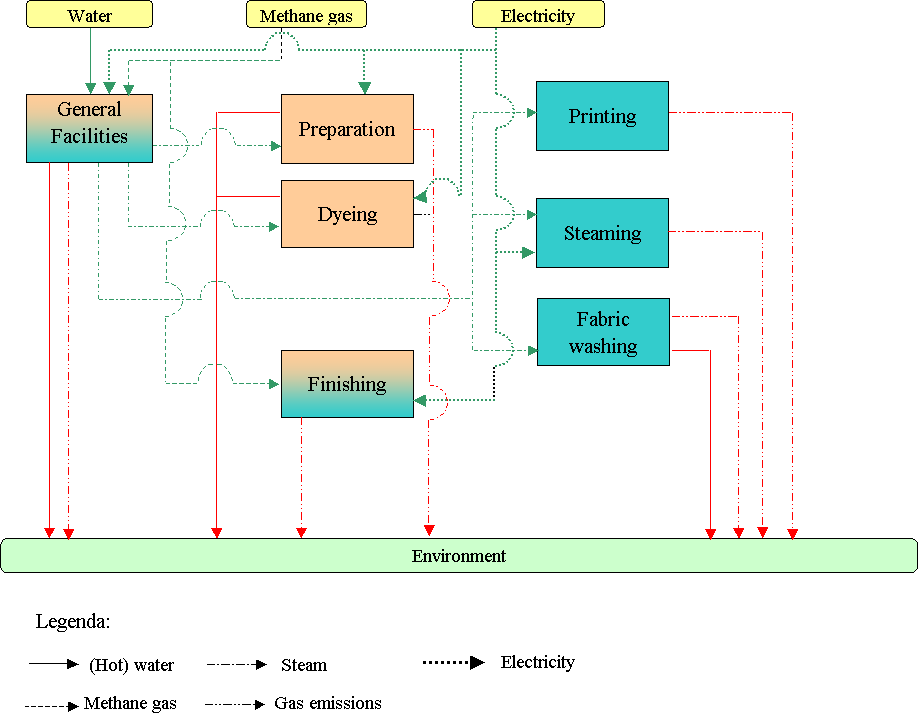 Water
Methane gas
Electricity
General
Facilities
Preparation
Printing
Dyeing
Steaming
Fabric
washing
Finishing
Environment
Legenda:
(Hot) water
Steam
Electricity
Methane gas
Gas emissions